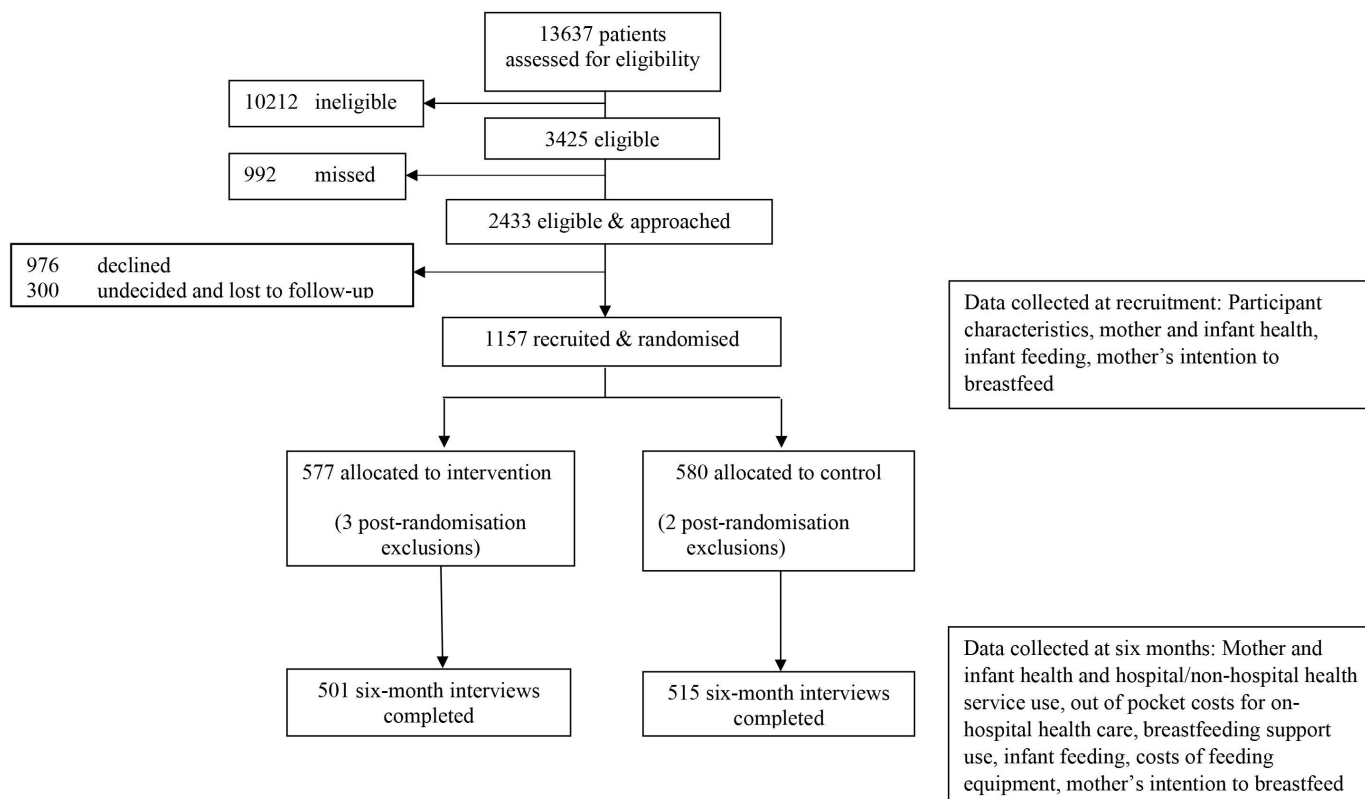 13637 patients
assessed for eligibility
10212 ineligible
3425 eligible
992 missed
2433 eligible & approached
976 declined
300 undecided and lost to follow-up
Data collected at recruitment: Participant
characteristics, mother and infant health,
infant feeding, mother’s intention to
breastfeed
1157 recruited & randomised
577 allocated to intervention
(3 post-randomisation
exclusions)
580 allocated to control
(2 post-randomisation
exclusions)
501 six-month interviews
completed
515 six-month interviews
completed
Data collected at six months: Mother and
infant health and hospital/non-hospital health
service use, out of pocket costs for on-
hospital health care, breastfeeding support
use, infant feeding, costs of feeding
equipment, mother’s intention to breastfeed